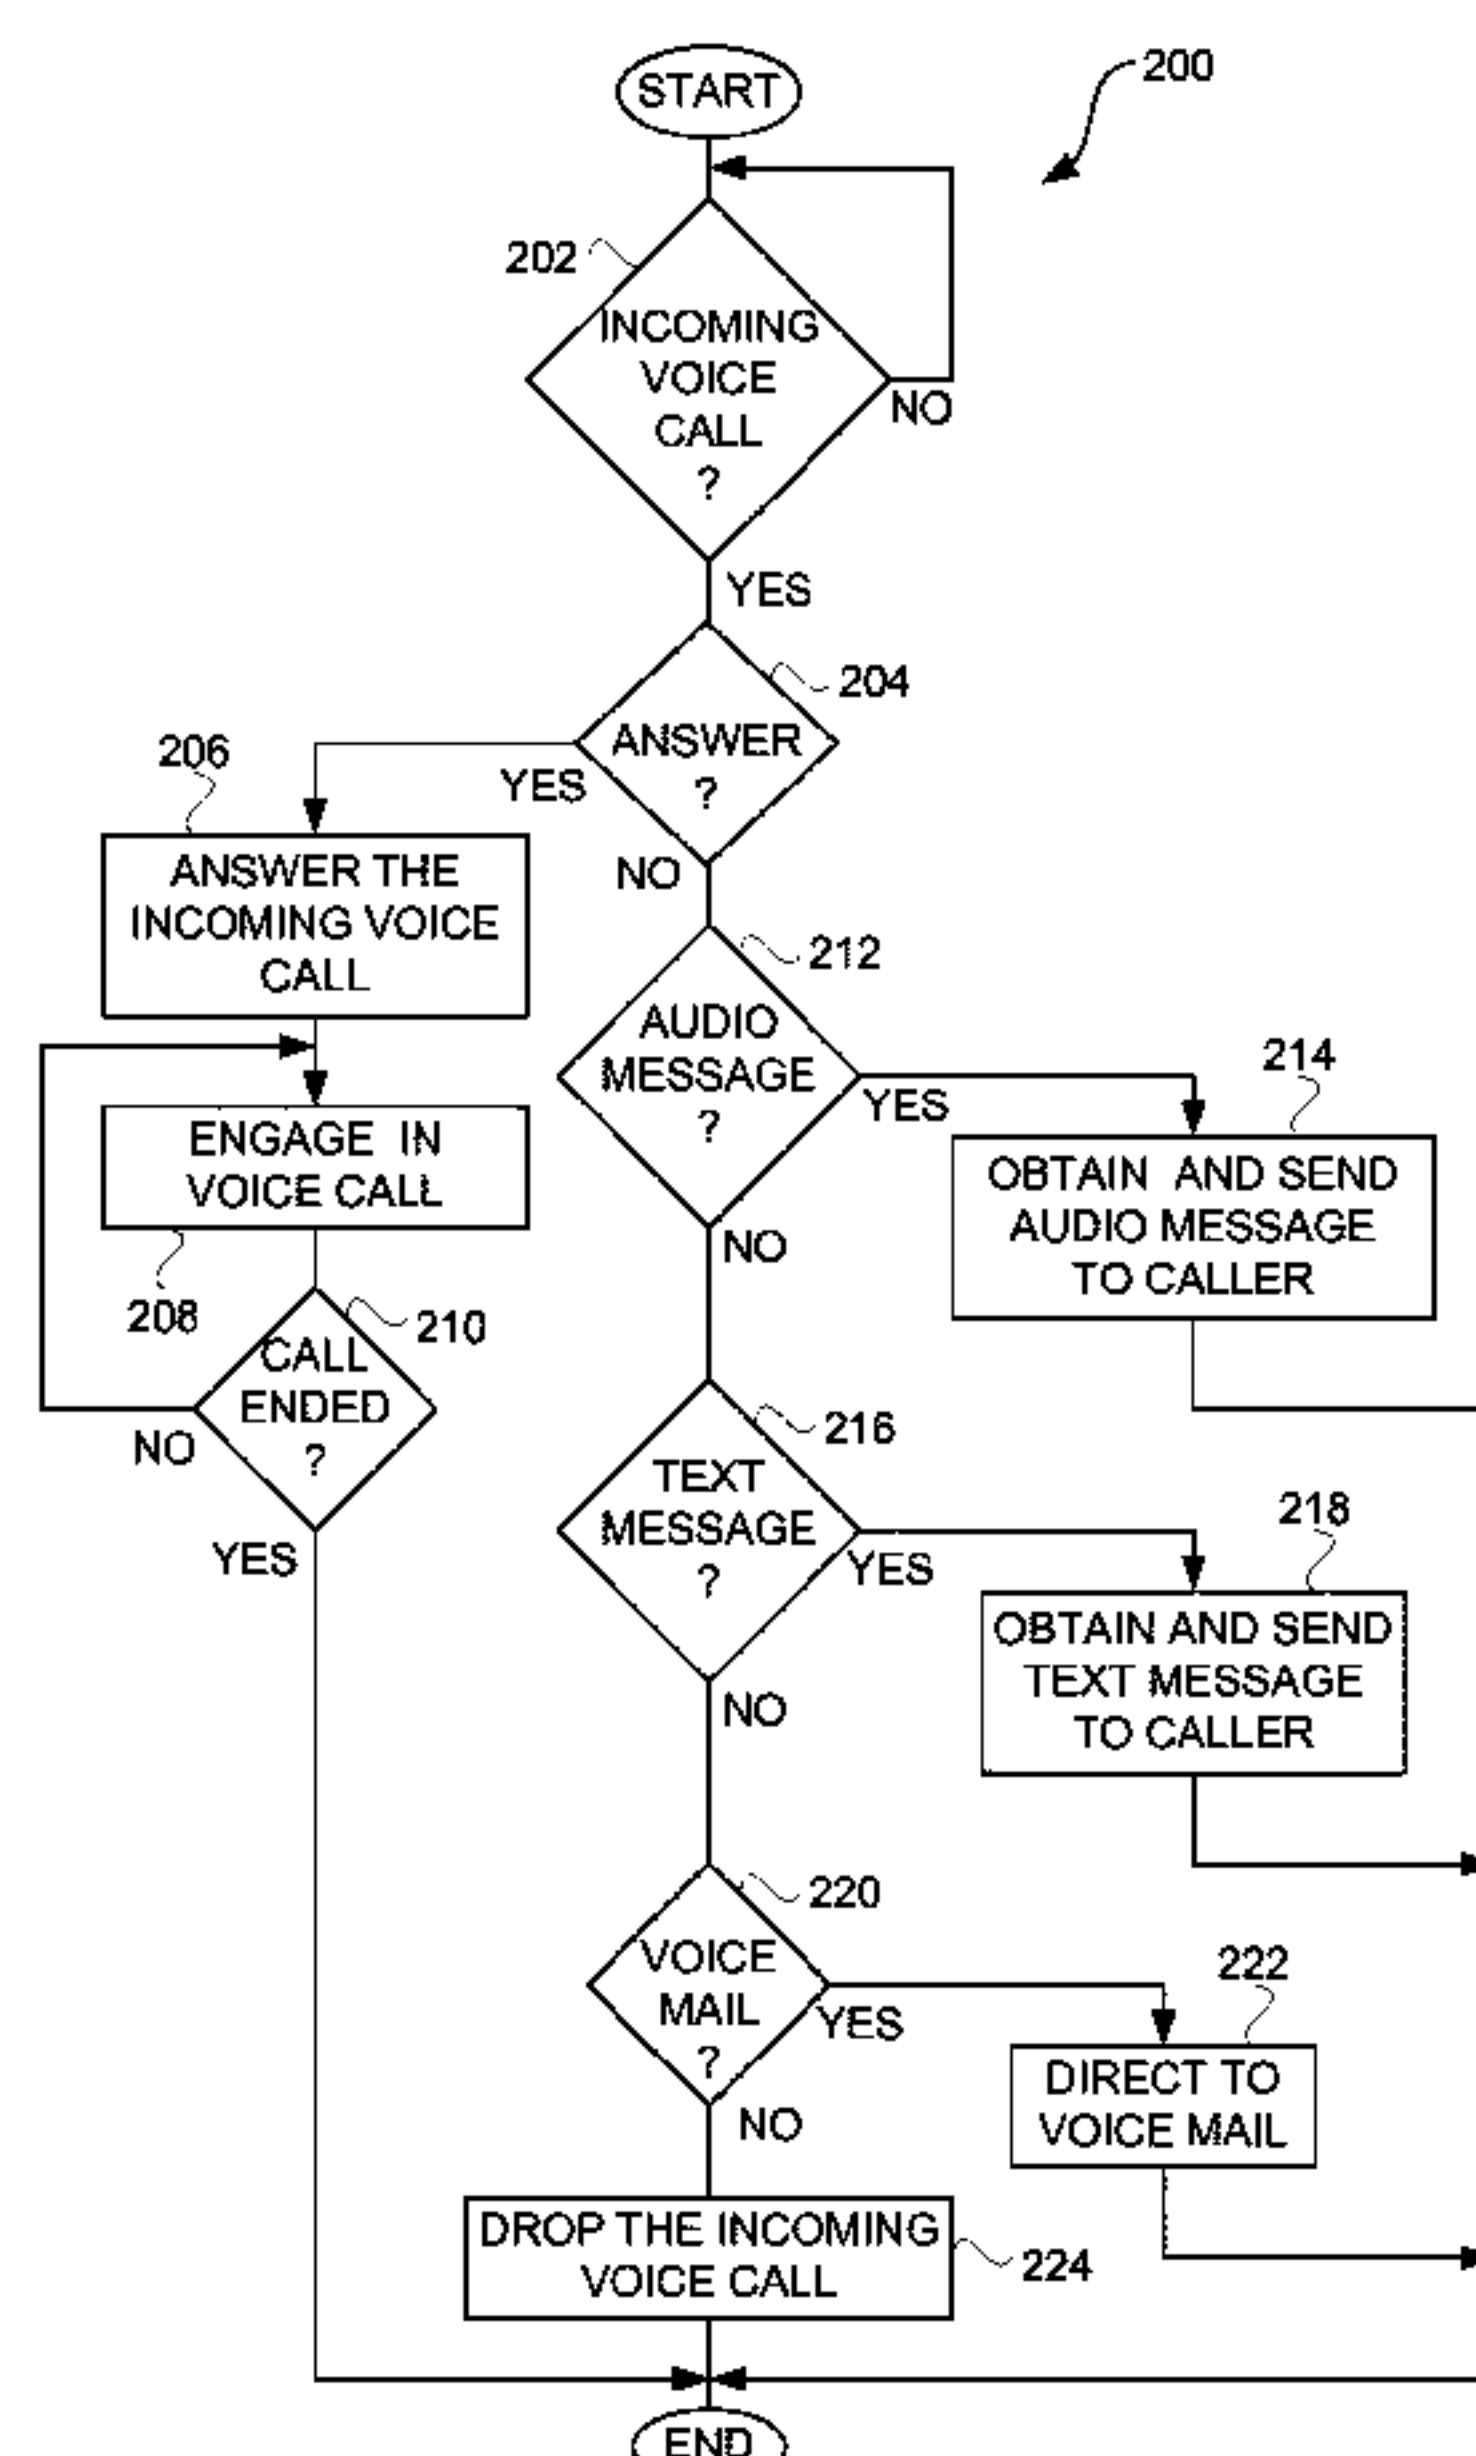 START
200
202
INCOMING
VOICE
CALL
?
NO
YES
204
ANSWER
?
YES
NO
206
ANSWER THE
INCOMING VOICE
CALL
212
AUDIO
MESSAGE
?
YES
NO
214
OBTAIN AND SEND
AUDIO MESSAGE
TO CALLER
ENGAGE IN
VOICE CALL
208
210
CALL
ENDED
?
NO
YES
216
TEXT
MESSAGE
?
YES
NO
218
OBTAIN AND SEND
TEXT MESSAGE
TO CALLER
220
VOICE
MAIL
?
YES
NO
222
DIRECT TO
VOICE MAIL
DROP THE INCOMING
VOICE CALL
224
END